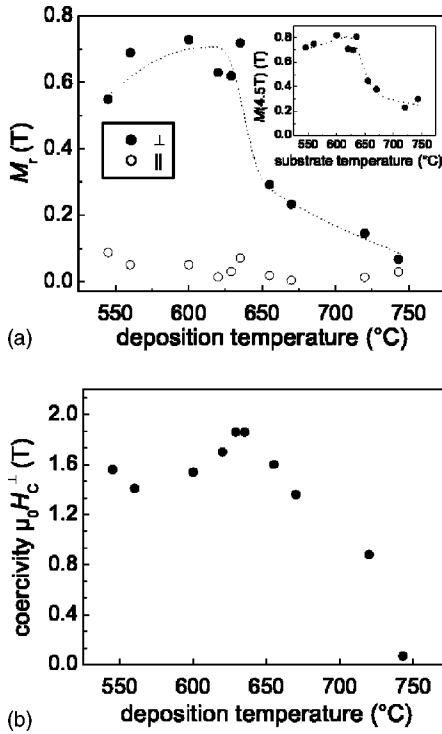 (a)
0.8
0.6
0.4
0.2
0.0
M_r (T)
⊥
||
550 600 650 700 750
deposition temperature (°C)
0.8
0.6
0.4
0.2
0.0
M(4.5T) (T)
550 600 650 700 750
substrate temperature (°C)
(b)
2.0
1.6
1.2
0.8
0.4
0.0
coercivity μ₀H_C^⊥ (T)
550 600 650 700 750
deposition temperature (°C)